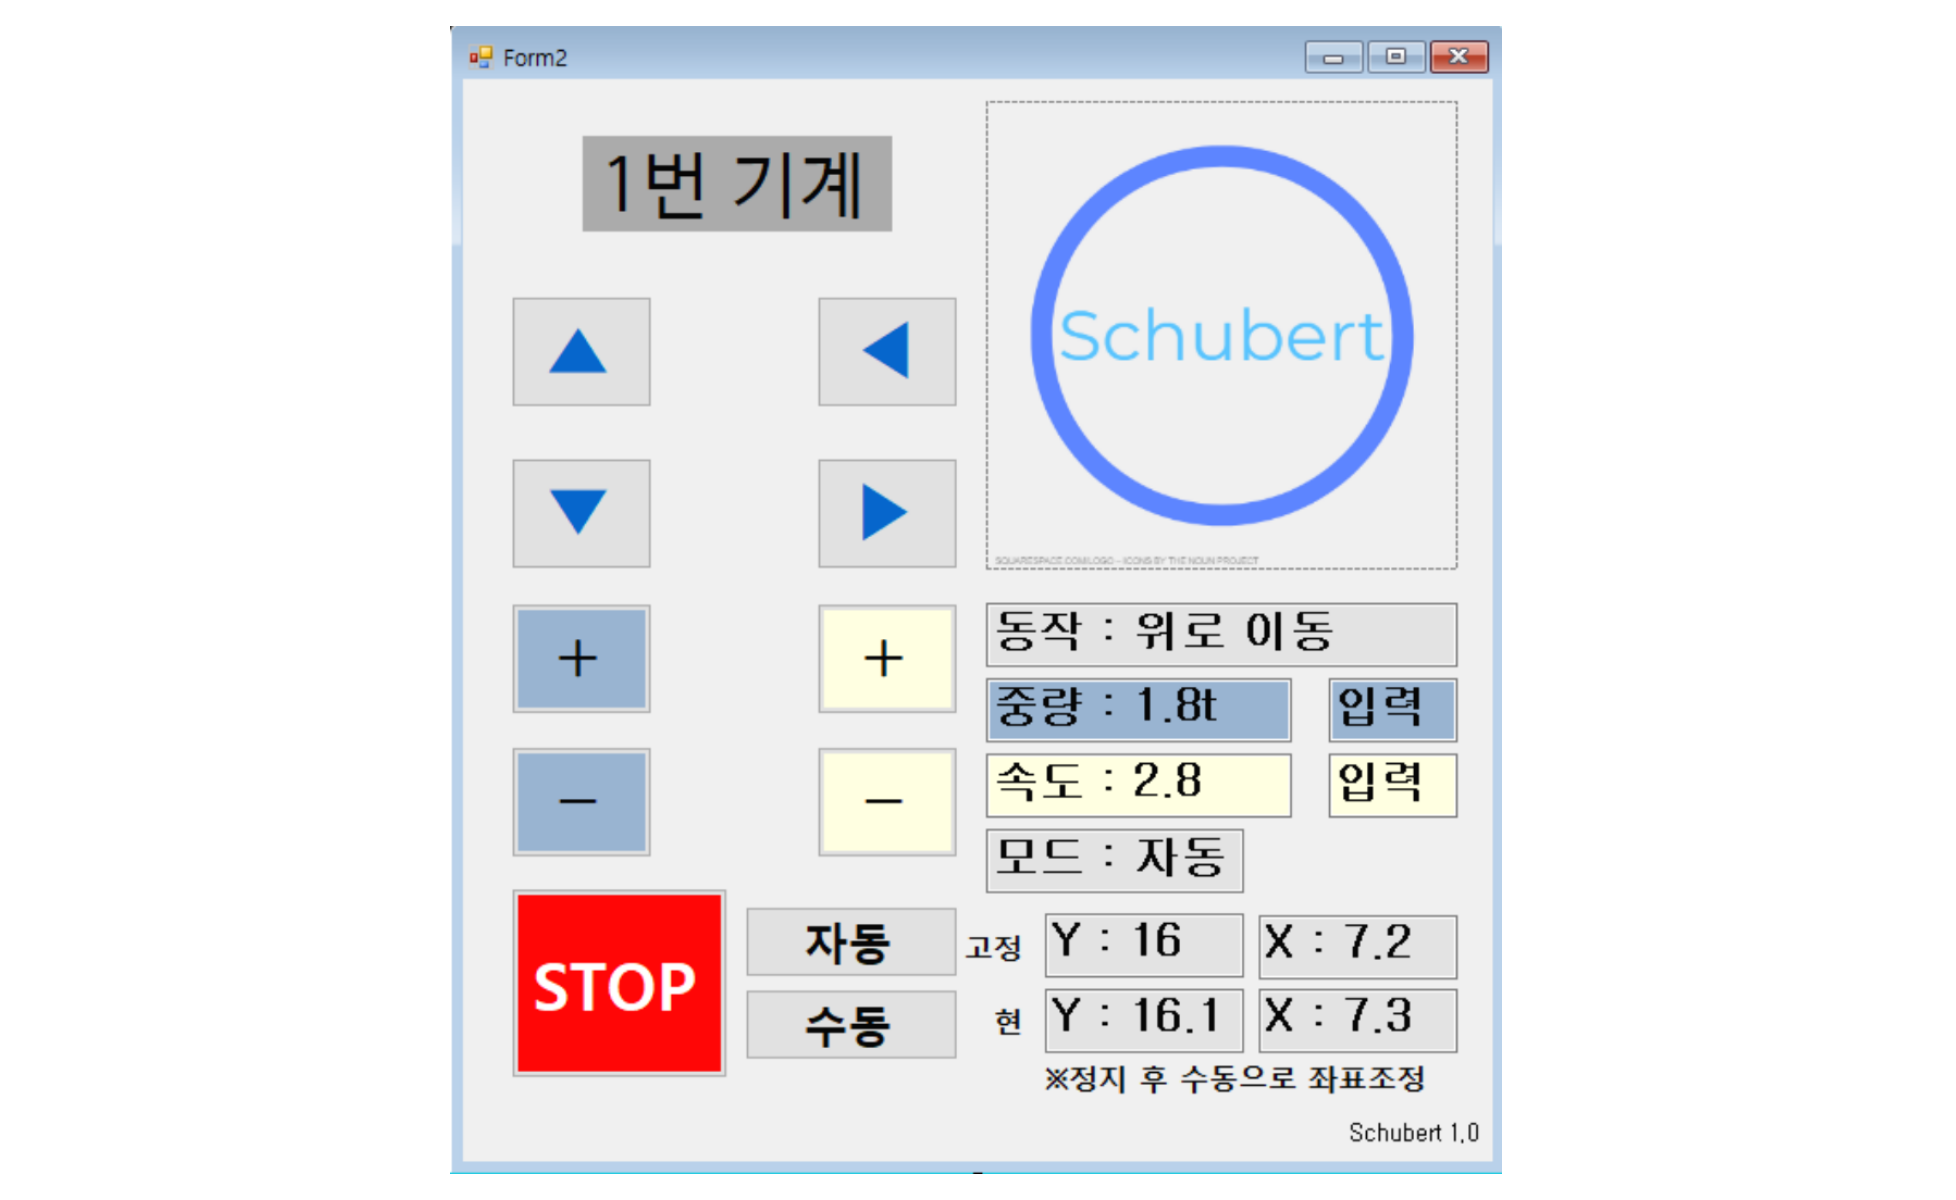 Form2
1번 기계
Schubert
SQUARESPACE.COM/LOGO - ICONS BY THE NOUN PROJECT
동작 : 위로 이동
+
+
중량 : 1.8t
입력
속도 : 2.8
입력
−
−
모드 : 자동
STOP
자동
고정
Y : 16
X : 7.2
수동
현
Y : 16.1
X : 7.3
※정지 후 수동으로 좌표조정
Schubert 1.0